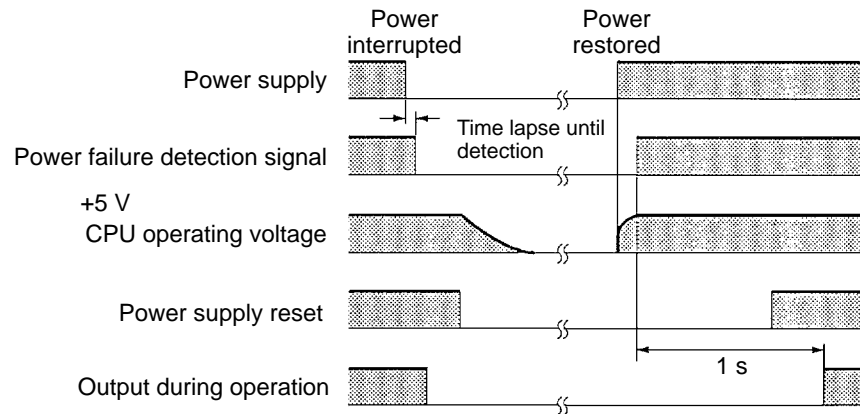 Power
interrupted
Power
restored
Power supply
Time lapse until
detection
Power failure detection signal
+5 V
CPU operating voltage
Power supply reset
1 s
Output during operation